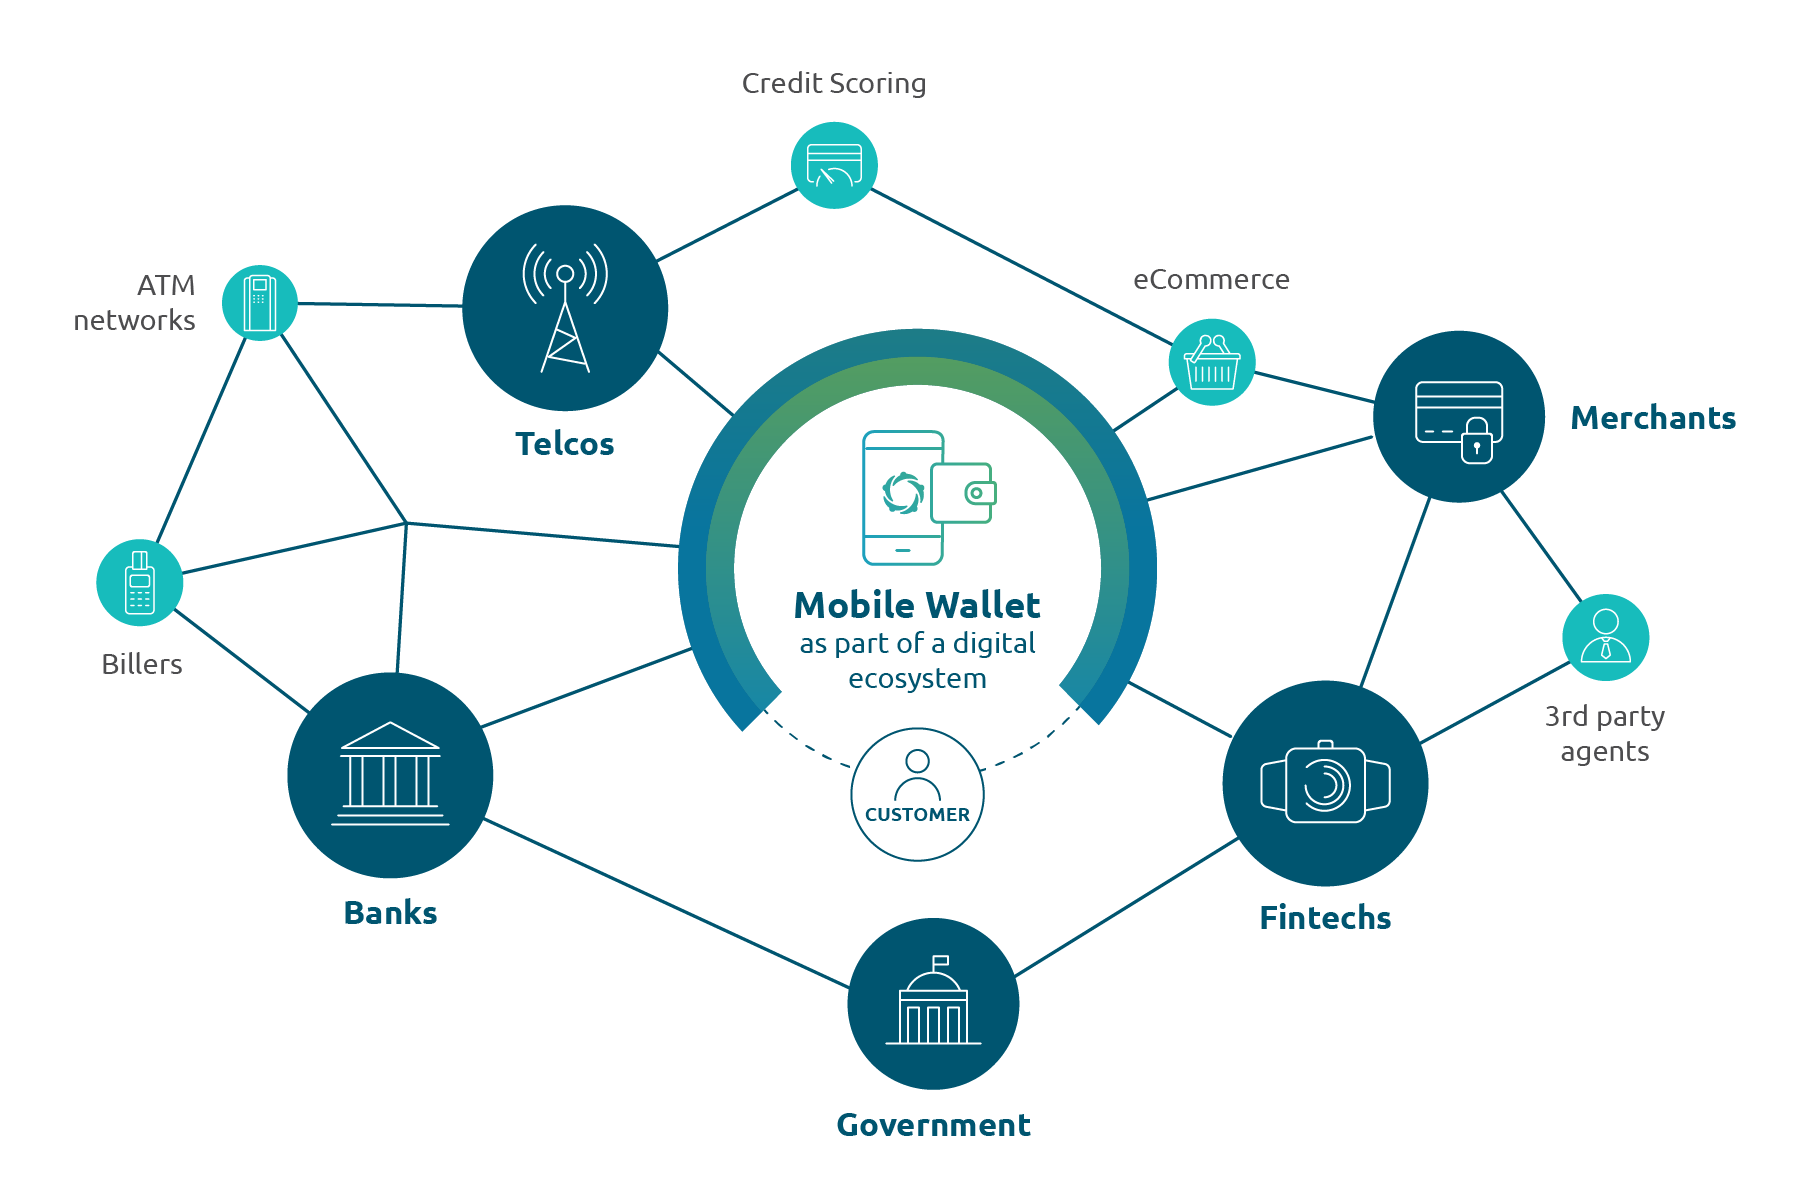 Credit Scoring
eCommerce
ATM
networks
Merchants
Telcos
Mobile Wallet
as part of a digital
ecosystem
Billers
3rd party
agents
CUSTOMER
Banks
Fintechs
Government